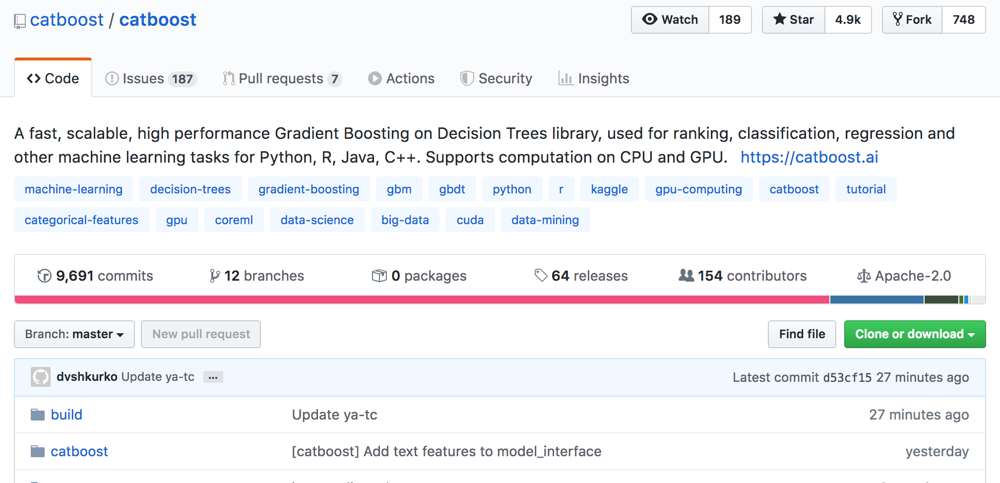 catboost / catboost Watch 189 Star 4.9k Fork 748
Code Issues 187 Pull requests 7 Actions Security Insights
A fast, scalable, high performance Gradient Boosting on Decision Trees library, used for ranking, classification, regression and
other machine learning tasks for Python, R, Java, C++. Supports computation on CPU and GPU. https://catboost.ai
machine-learning decision-trees gradient-boosting gbm gbdt python r kaggle gpu-computing catboost tutorial
categorical-features gpu coreml data-science big-data cuda data-mining
9,691 commits 12 branches 0 packages 64 releases 154 contributors Apache-2.0
Branch: master New pull request Find file Clone or download
dvshkurko Update ya-tc ... Latest commit d53cf15 27 minutes ago
build Update ya-tc 27 minutes ago
catboost [catboost] Add text features to model_interface yesterday